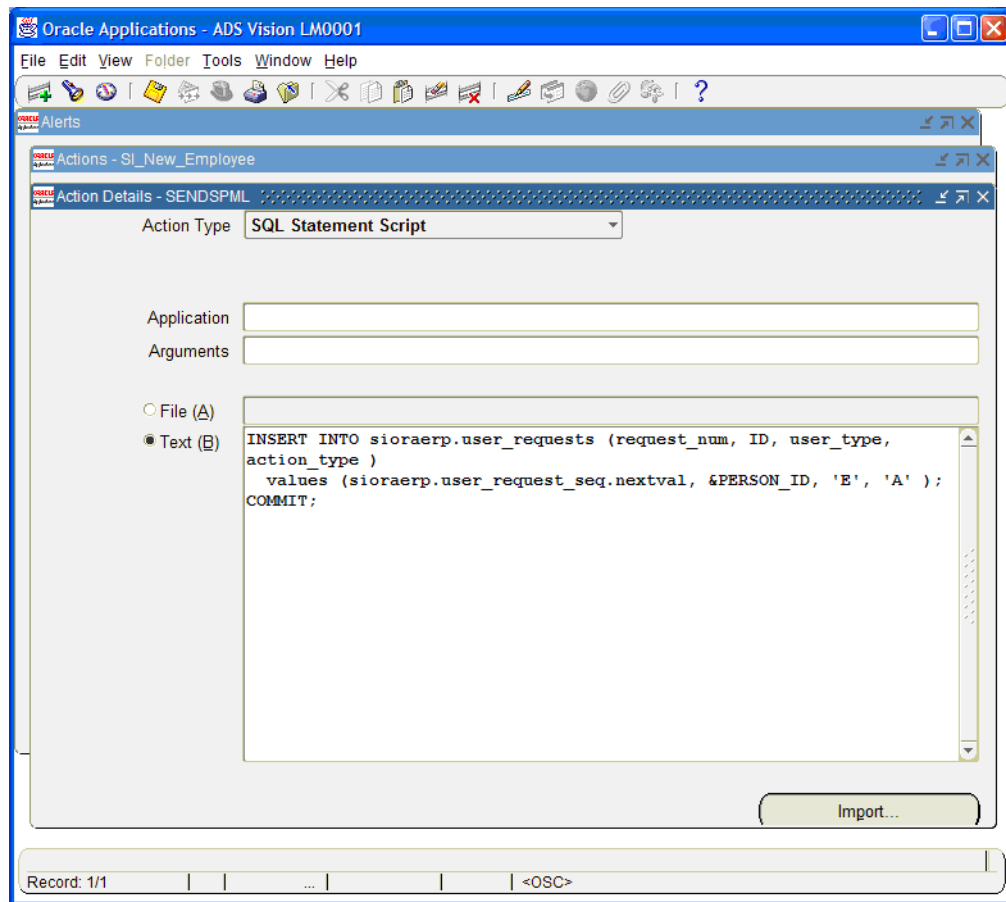 Oracle Applications - ADS Vision LM0001
File Edit View Folder Tools Window Help
Alerts
Actions - SI_New_Employee
Action Details - SENDSPML
Action Type SQL Statement Script
Application
Arguments
File (A)
Text (B)
INSERT INTO sioraerp.user_requests (request_num, ID, user_type,
action_type )
values (sioraerp.user_request_seq.nextval, &PERSON_ID, 'E', 'A' );
COMMIT;
Import...
Record: 1/1 ... <OSC>